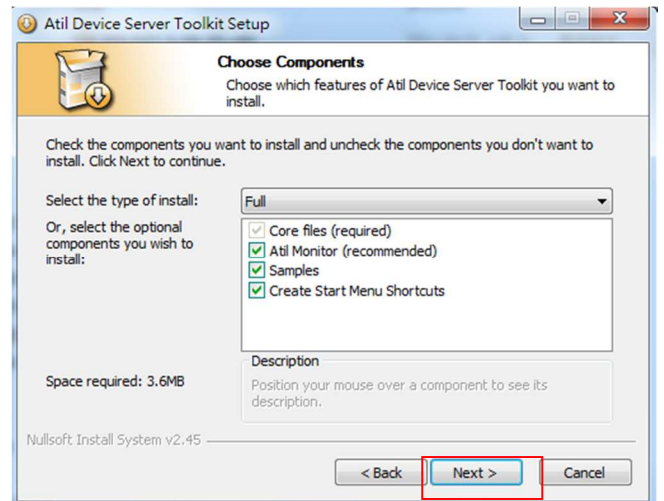 Atil Device Server Toolkit Setup
Choose Components
Choose which features of Atil Device Server Toolkit you want to
install.
Check the components you want to install and uncheck the components you don't want to
install. Click Next to continue.
Select the type of install:
Full
Or, select the optional
components you wish to
install:
Core files (required)
Atil Monitor (recommended)
Samples
Create Start Menu Shortcuts
Space required: 3.6MB
Description
Position your mouse over a component to see its
description.
Nullsoft Install System v2.45
< Back
Next >
Cancel